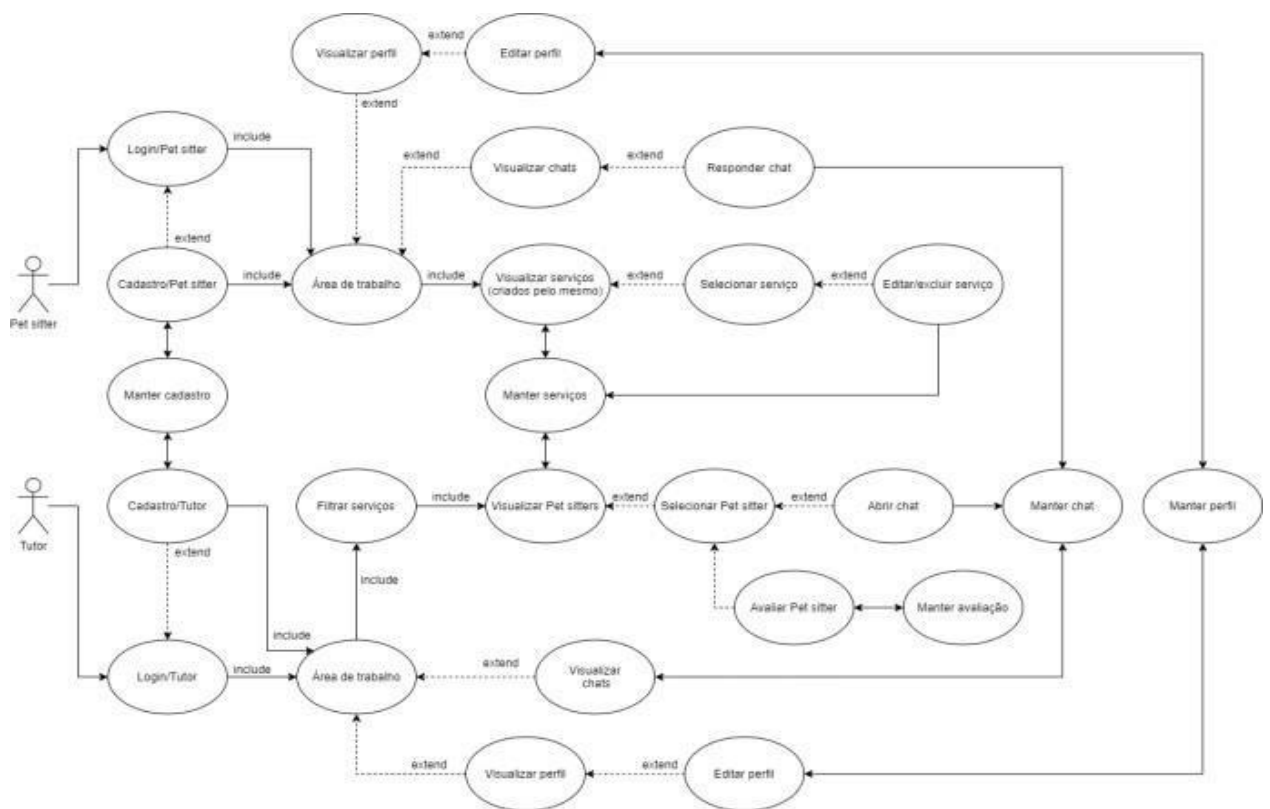 extend
Visualizar perfil
Editar perfil
extend
include
Login/Pet sitter
extend
Visualizar chats
extend
Responder chat
extend
Pet sitter
Cadastro/Pet sitter
include
Área de trabalho
include
Visualizar serviços
(criados pelo mesmo)
extend
Selecionar serviço
extend
Editar/excluir serviço
Manter cadastro
Manter serviços
Tutor
Cadastro/Tutor
Filtrar serviços
include
Visualizar Pet sitters
extend
Selecionar Pet sitter
extend
Abrir chat
Manter chat
Manter perfil
extend
include
Avaliar Pet sitter
Manter avaliação
include
Login/Tutor
include
Área de trabalho
extend
Visualizar
chats
extend
Visualizar perfil
extend
Editar perfil